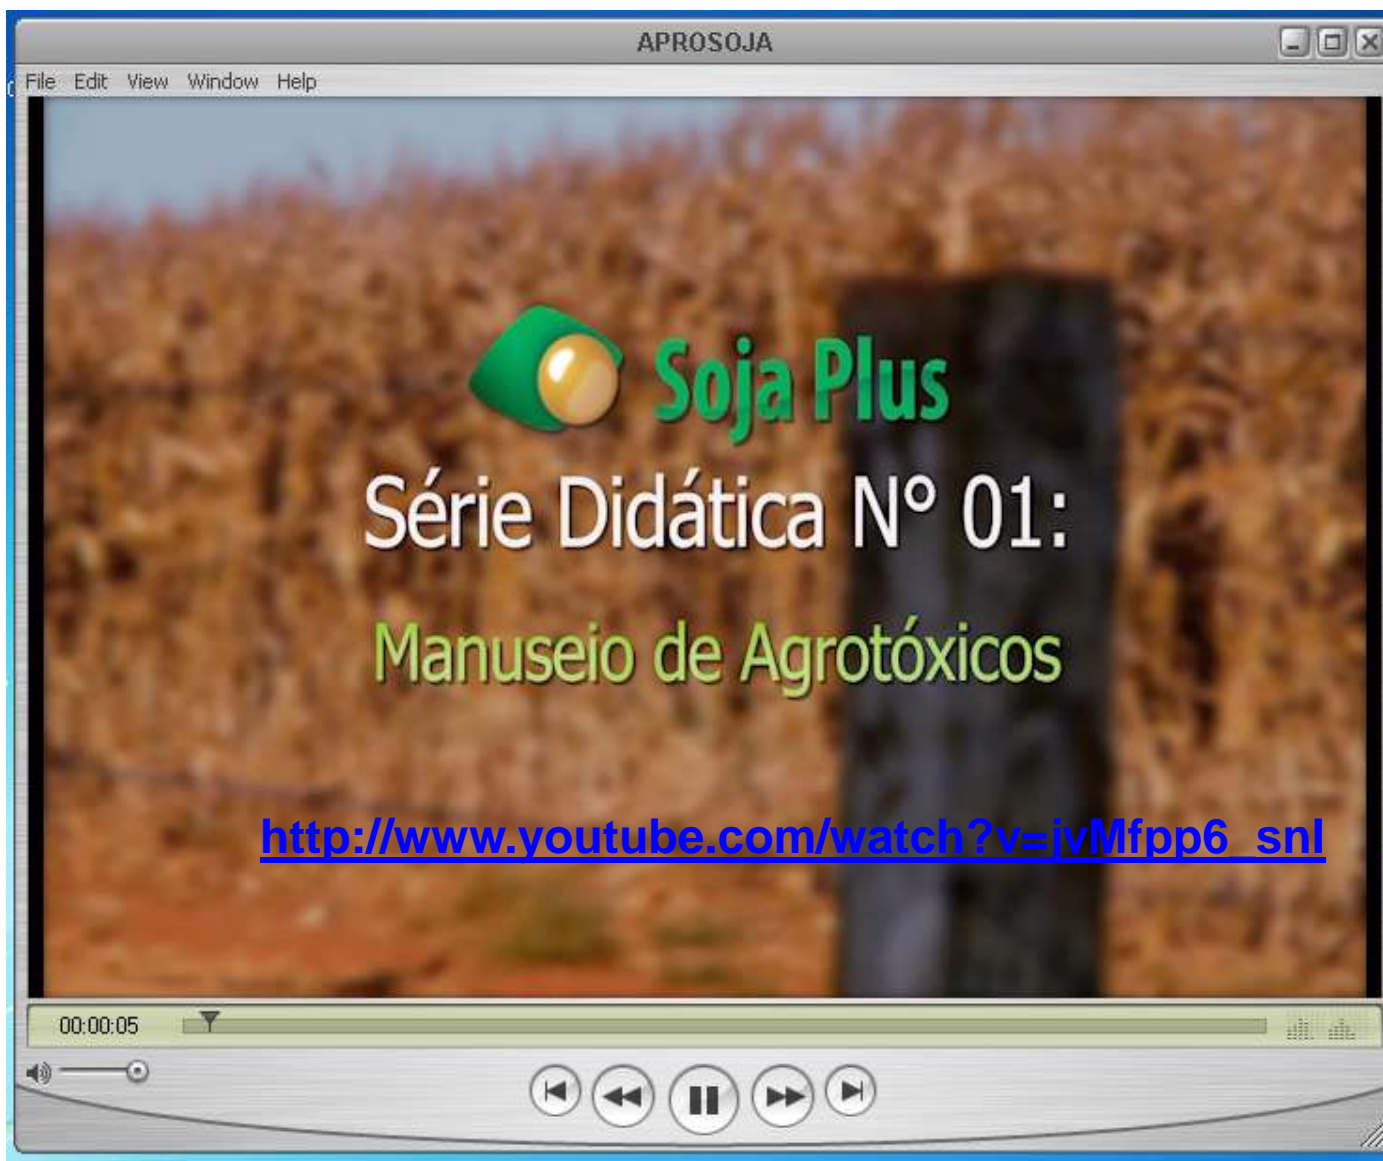 APROSOJA
File Edit View Window Help
Soja Plus
Série Didática N° 01:
Manuseio de Agrotóxicos
http://www.youtube.com/watch?v=jvMfpp6_snI
00:00:05